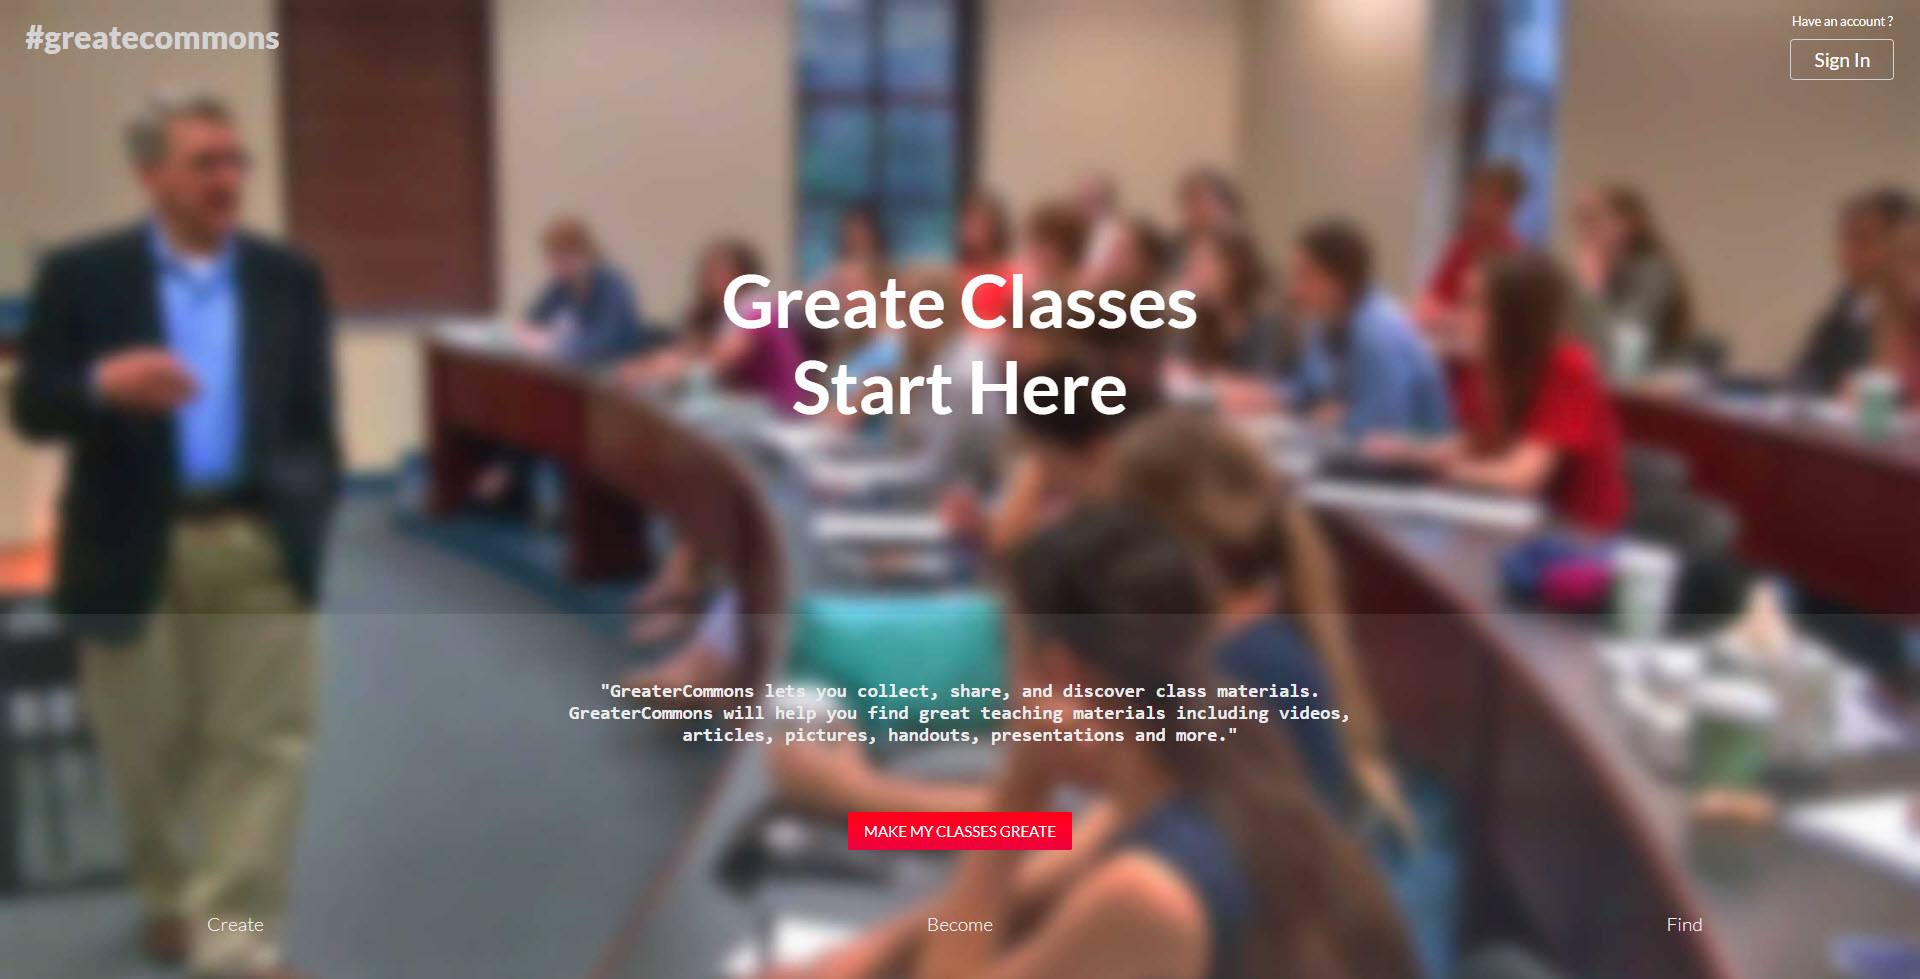 #greatecommons
Have an account ?
Sign In
Greate Classes
Start Here
"GreaterCommons lets you collect, share, and discover class materials.
GreaterCommons will help you find great teaching materials including videos,
articles, pictures, handouts, presentations and more."
MAKE MY CLASSES GREATE
Create
Become
Find